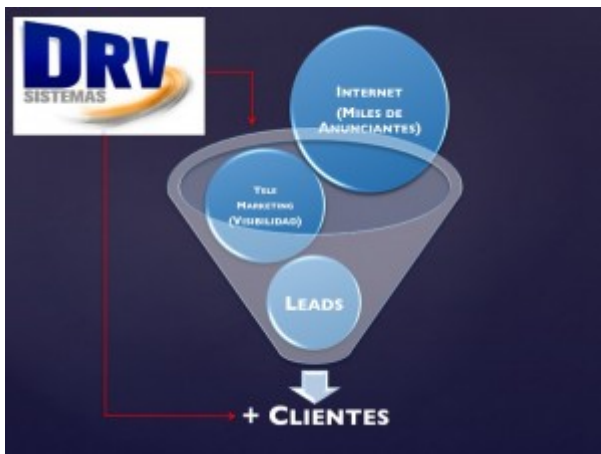 DRV
SISTEMAS
INTERNET
(MILES DE
ANUNCIANTES)
TELE
MARKETING
(VISIBILIDAD)
LEADS
+ CLIENTES